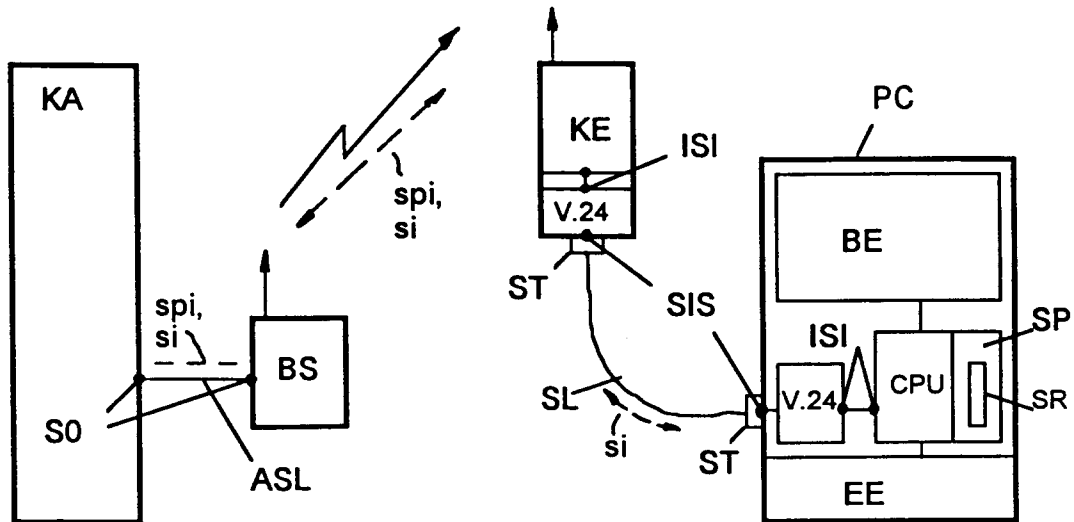 KA
spi,
si
spi,
si
BS
S0
ASL
KE
ISI
V.24
ST
SIS
SL
si
ST
PC
BE
ISI
V.24
CPU
SP
SR
EE